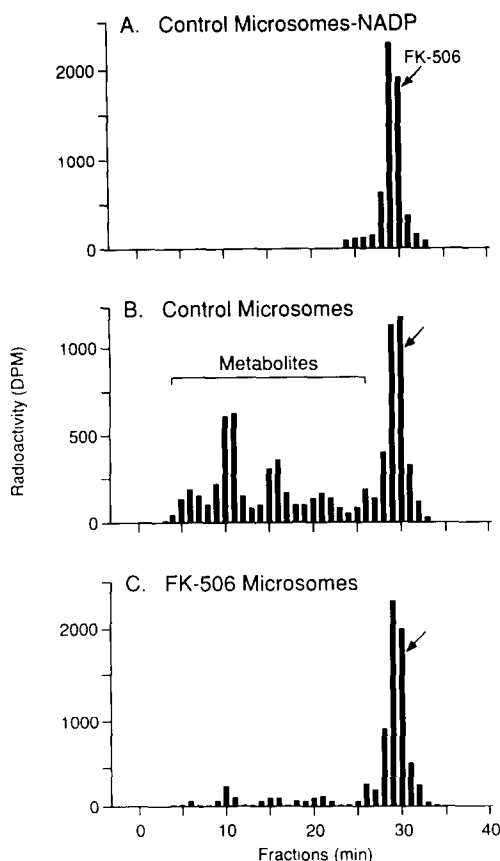 A. Control Microsomes-NADP
FK-506
2000
1000
0
B. Control Microsomes
Metabolites
1000
500
0
Radioactivity (DPM)
C. FK-506 Microsomes
2000
1000
0
0 10 20 30 40
Fractions (min)